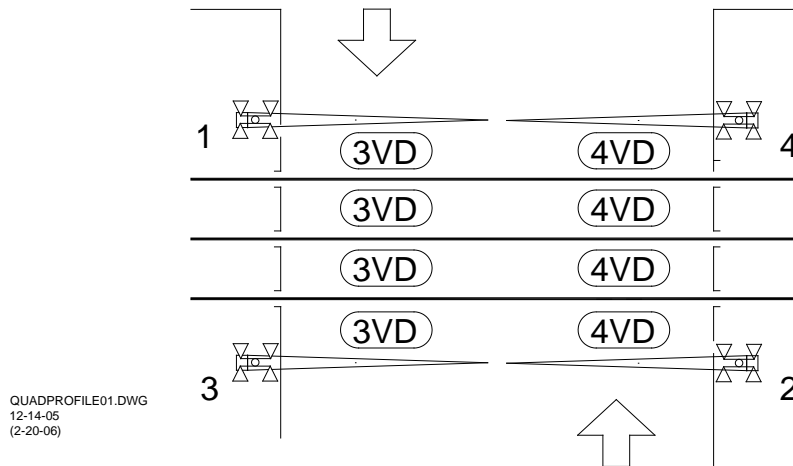 1
4
3VD 4VD
3VD 4VD
3VD 4VD
3VD 4VD
3
2
QUADPROFILE01.DWG
12-14-05
(2-20-06)